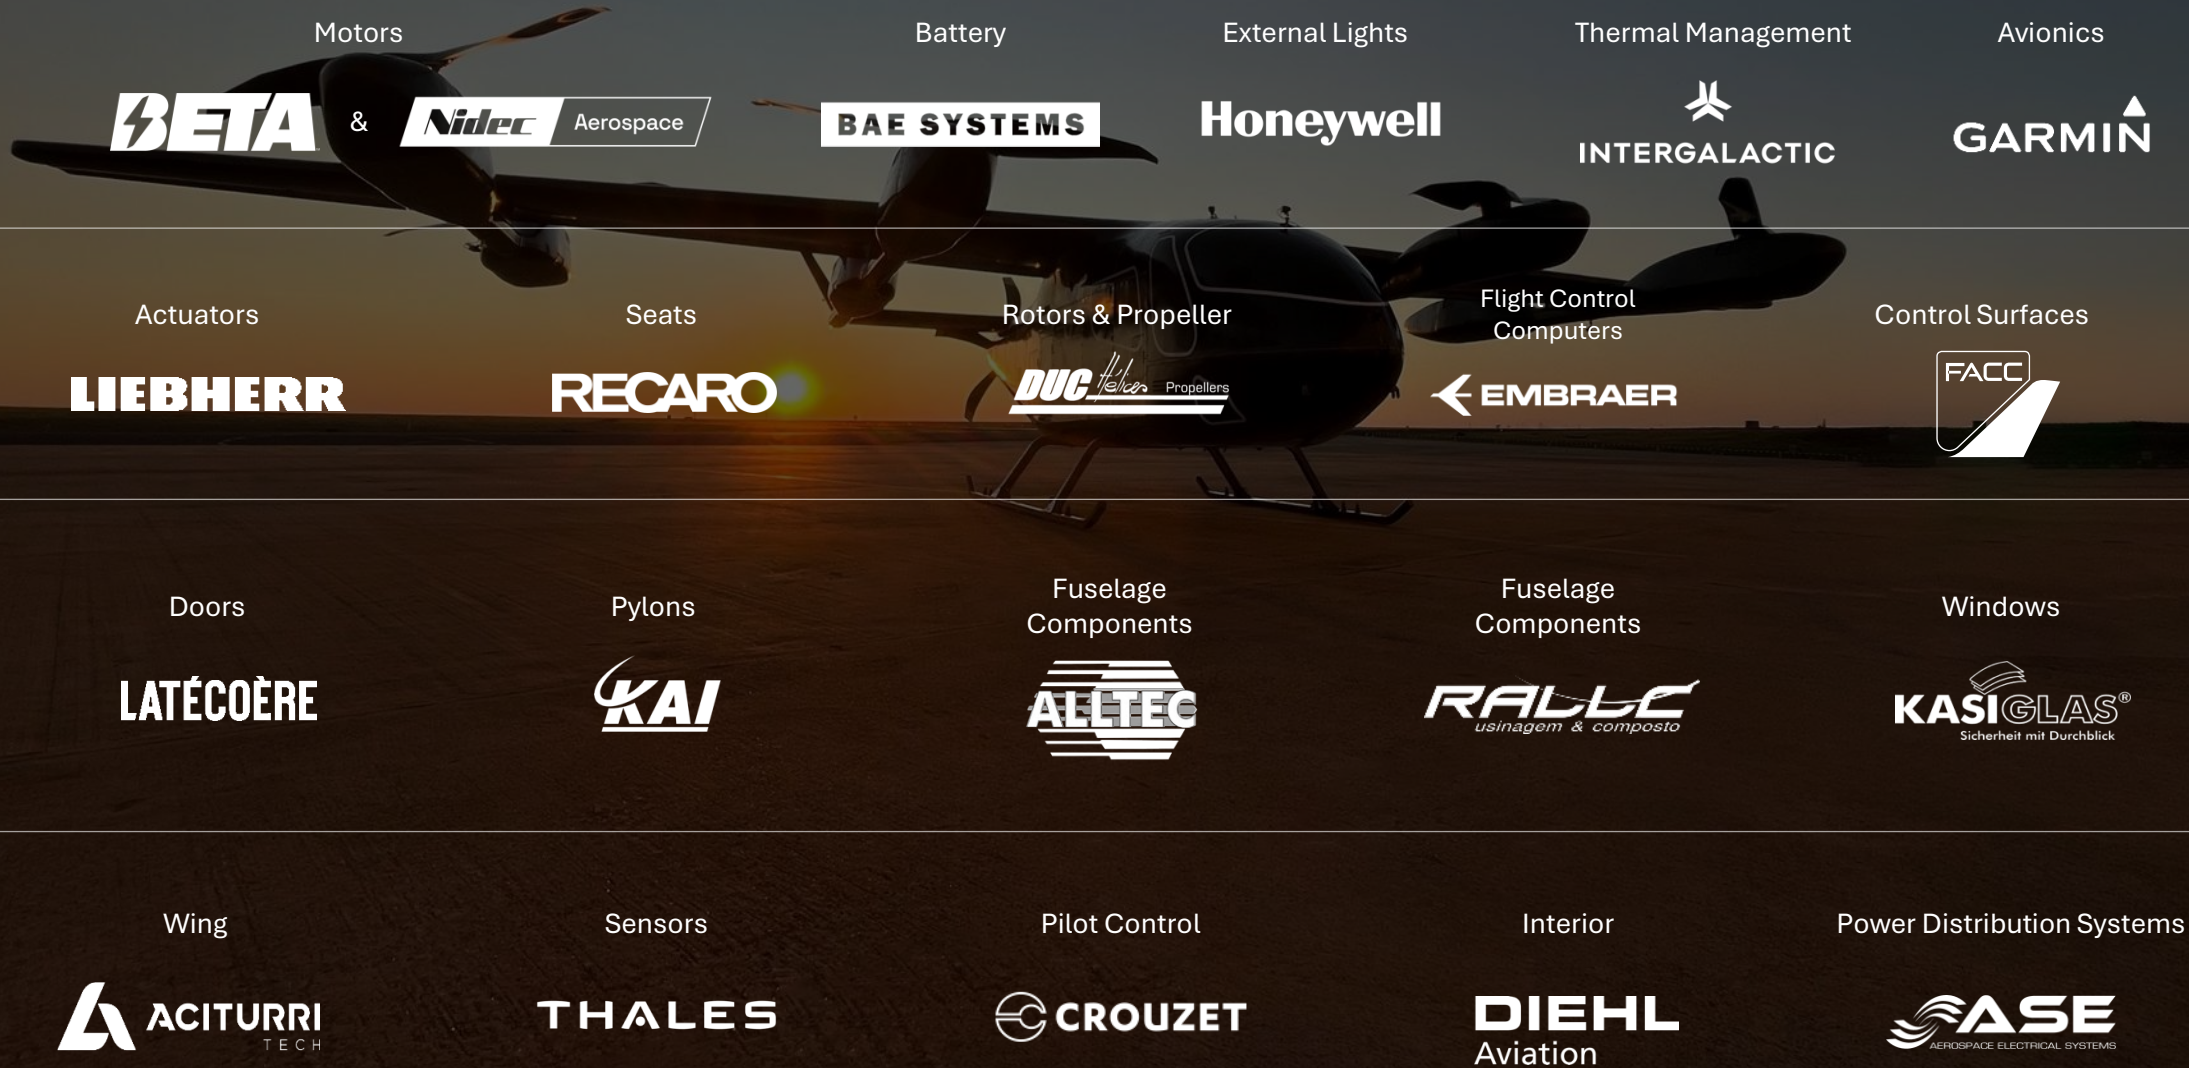 Motors
Battery
External Lights
Thermal Management
Avionics
BETA
&
Nidec Aerospace
BAE SYSTEMS
Honeywell
INTERGALACTIC
GARMIN
Actuators
Seats
Rotors & Propeller
Flight Control
Computers
Control Surfaces
LIEBHERR
RECARO
DUC Hélices Propellers
EMBRAER
FACC
Doors
Pylons
Fuselage
Components
Fuselage
Components
Windows
LATÉCOÈRE
KAI
ALLTEC
RALLC
usinagem & composto
KASIGLAS®
Sicherheit mit Durchblick
Wing
Sensors
Pilot Control
Interior
Power Distribution Systems
ACITURRI
TECH
THALES
CROUZET
DIEHL
Aviation
ASE
AEROSPACE ELECTRICAL SYSTEMS